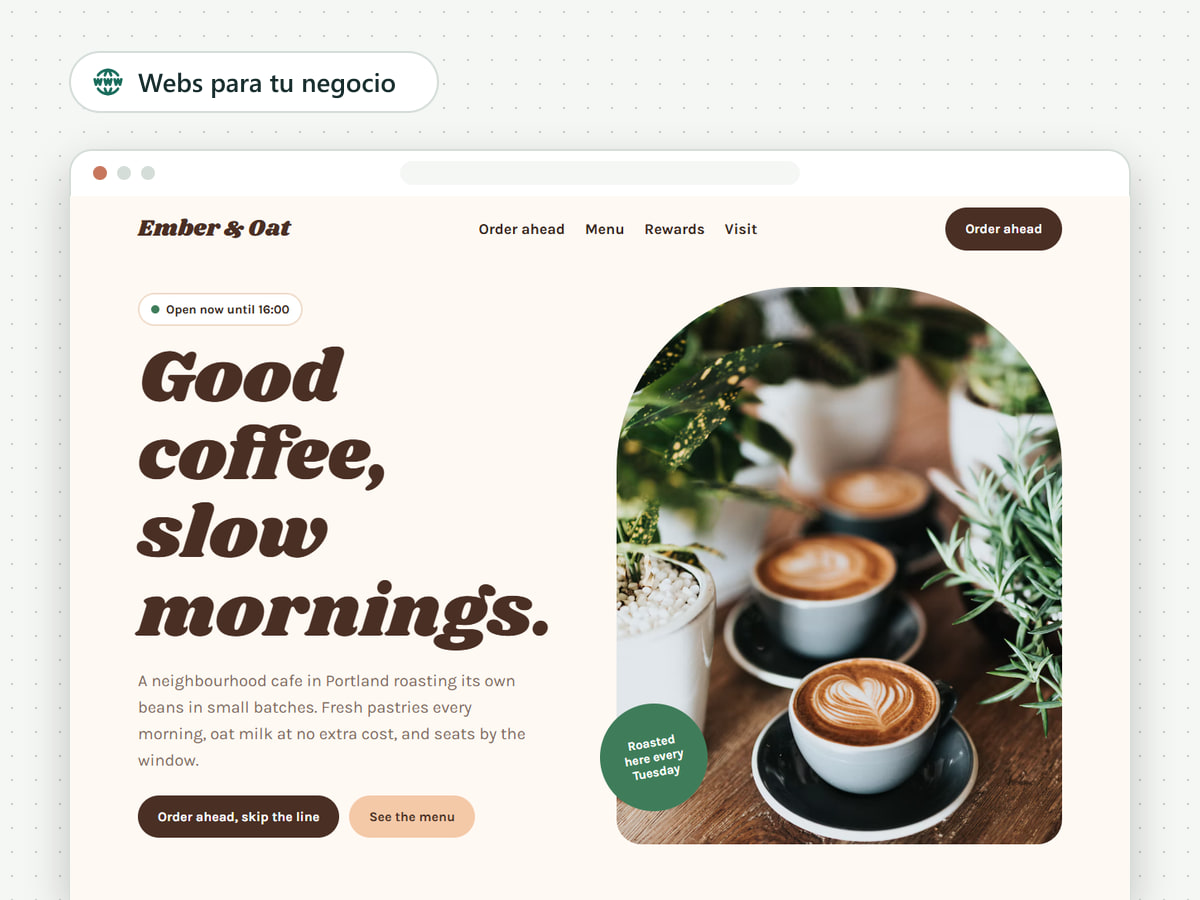 www
Webs para tu negocio
Ember & Oat
Order ahead
Menu
Rewards
Visit
Order ahead
Open now until 16:00
Good
coffee,
slow
mornings.
A neighbourhood cafe in Portland roasting its own
beans in small batches. Fresh pastries every
morning, oat milk at no extra cost, and seats by the
window.
Order ahead, skip the line
See the menu
Roasted
here every
Tuesday